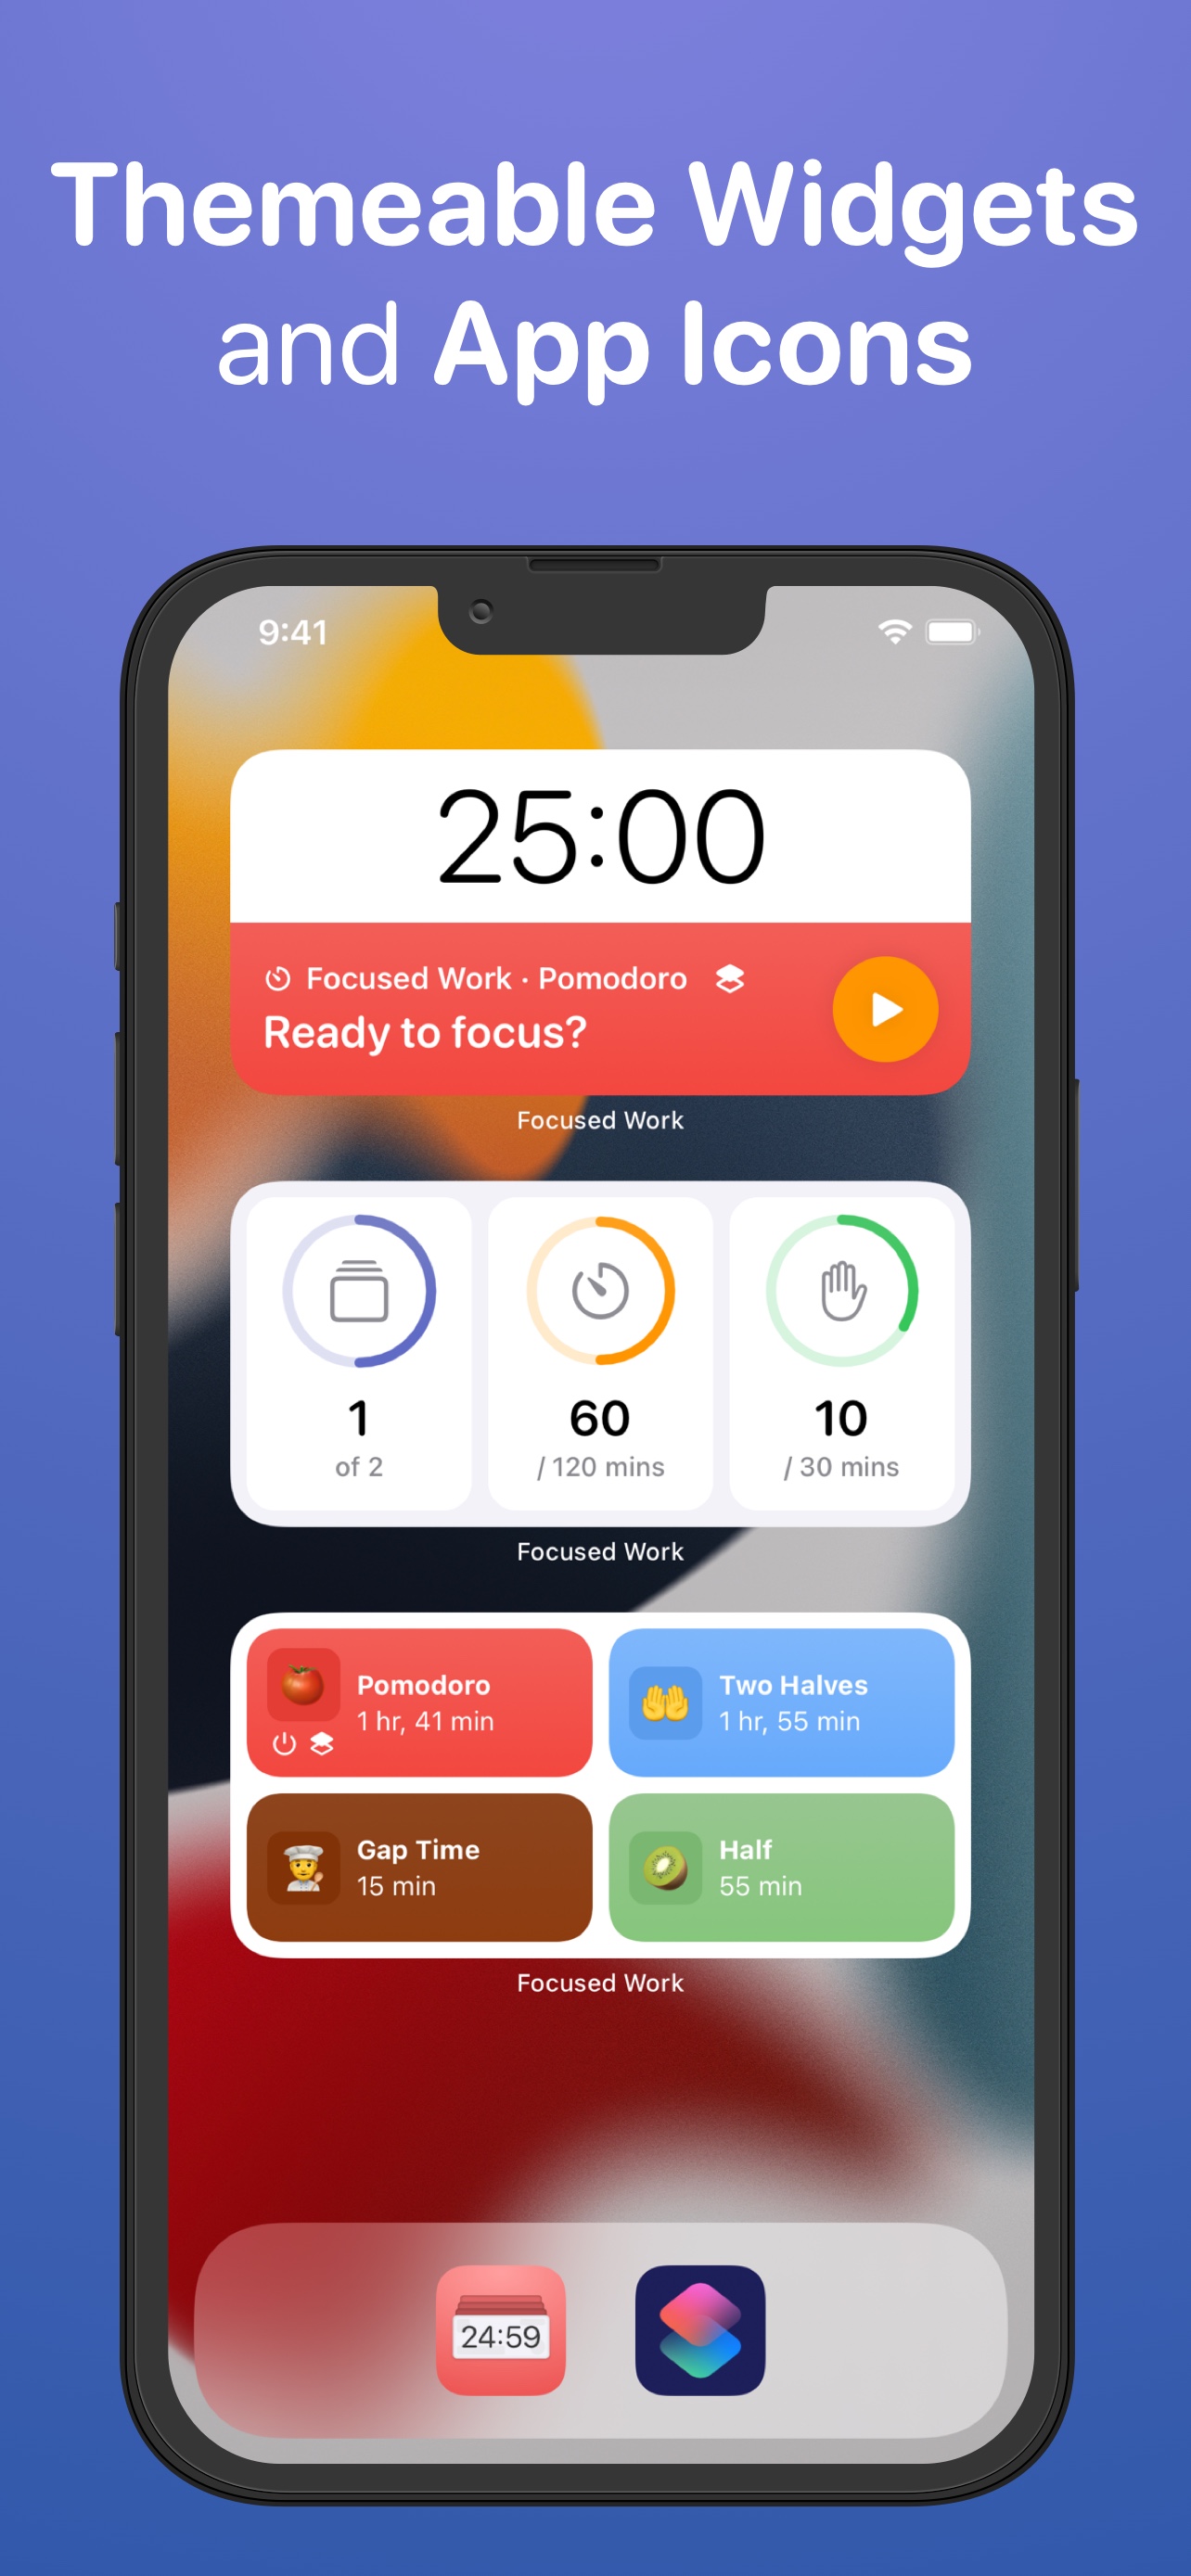 Themeable Widgets
and App Icons
9:41
25:00
Focused Work · Pomodoro
Ready to focus?
Focused Work
1
of 2
60
/ 120 mins
10
/ 30 mins
Focused Work
Pomodoro
1 hr, 41 min
Two Halves
1 hr, 55 min
Gap Time
15 min
Half
55 min
Focused Work
24:59